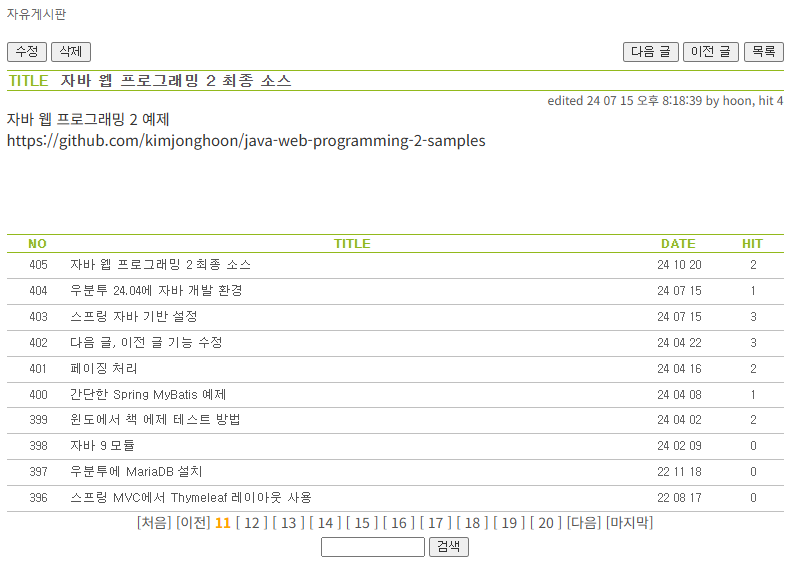 자유게시판
수정 삭제 다음 글 이전 글 목록
TITLE 자바 웹 프로그래밍 2 최종 소스
edited 24 07 15 오후 8:18:39 by hoon, hit 4
자바 웹 프로그래밍 2 예제
https://github.com/kimjonghoon/java-web-programming-2-samples
NO TITLE DATE HIT
405 자바 웹 프로그래밍 2 최종 소스 24 10 20 2
404 우분투 24.04에 자바 개발 환경 24 07 15 1
403 스프링 자바 기반 설정 24 07 15 3
402 다음 글, 이전 글 기능 수정 24 04 22 3
401 페이징 처리 24 04 16 2
400 간단한 Spring MyBatis 예제 24 04 08 1
399 윈도에서 책 에제 테스트 방법 24 04 02 2
398 자바 9 모듈 24 02 09 0
397 우분투에 MariaDB 설치 22 11 18 0
396 스프링 MVC에서 Thymeleaf 레이아웃 사용 22 08 17 0
[처음] [이전] 11 [ 12 ] [ 13 ] [ 14 ] [ 15 ] [ 16 ] [ 17 ] [ 18 ] [ 19 ] [ 20 ] [다음] [마지막]
검색